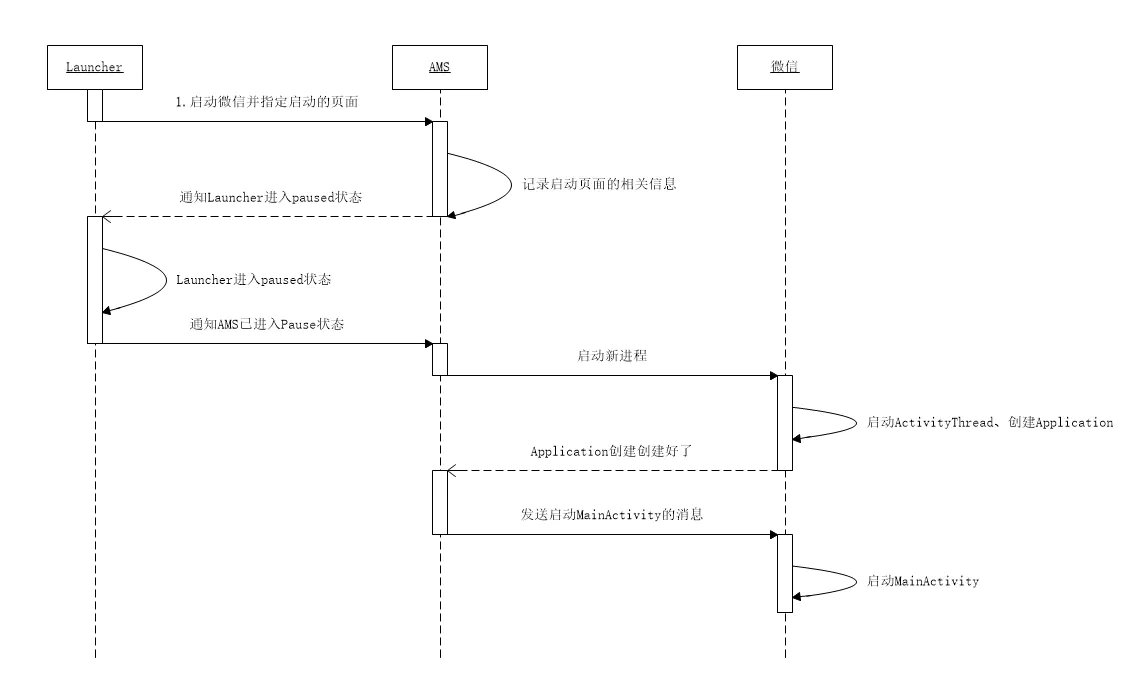 Launcher
AMS
微信
1.启动微信并指定启动的页面
记录启动页面的相关信息
通知Launcher进入paused状态
Launcher进入paused状态
通知AMS已进入Pause状态
启动新进程
启动ActivityThread、创建Application
Application创建创建好了
发送启动MainActivity的消息
启动MainActivity